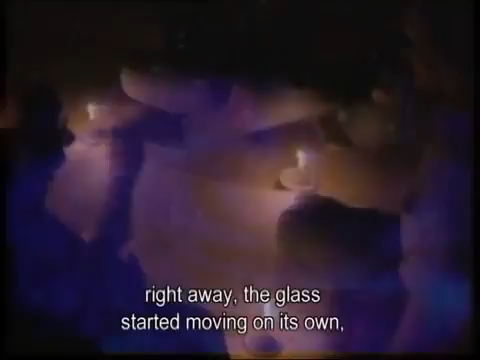 right away, the glass
started moving on its own,